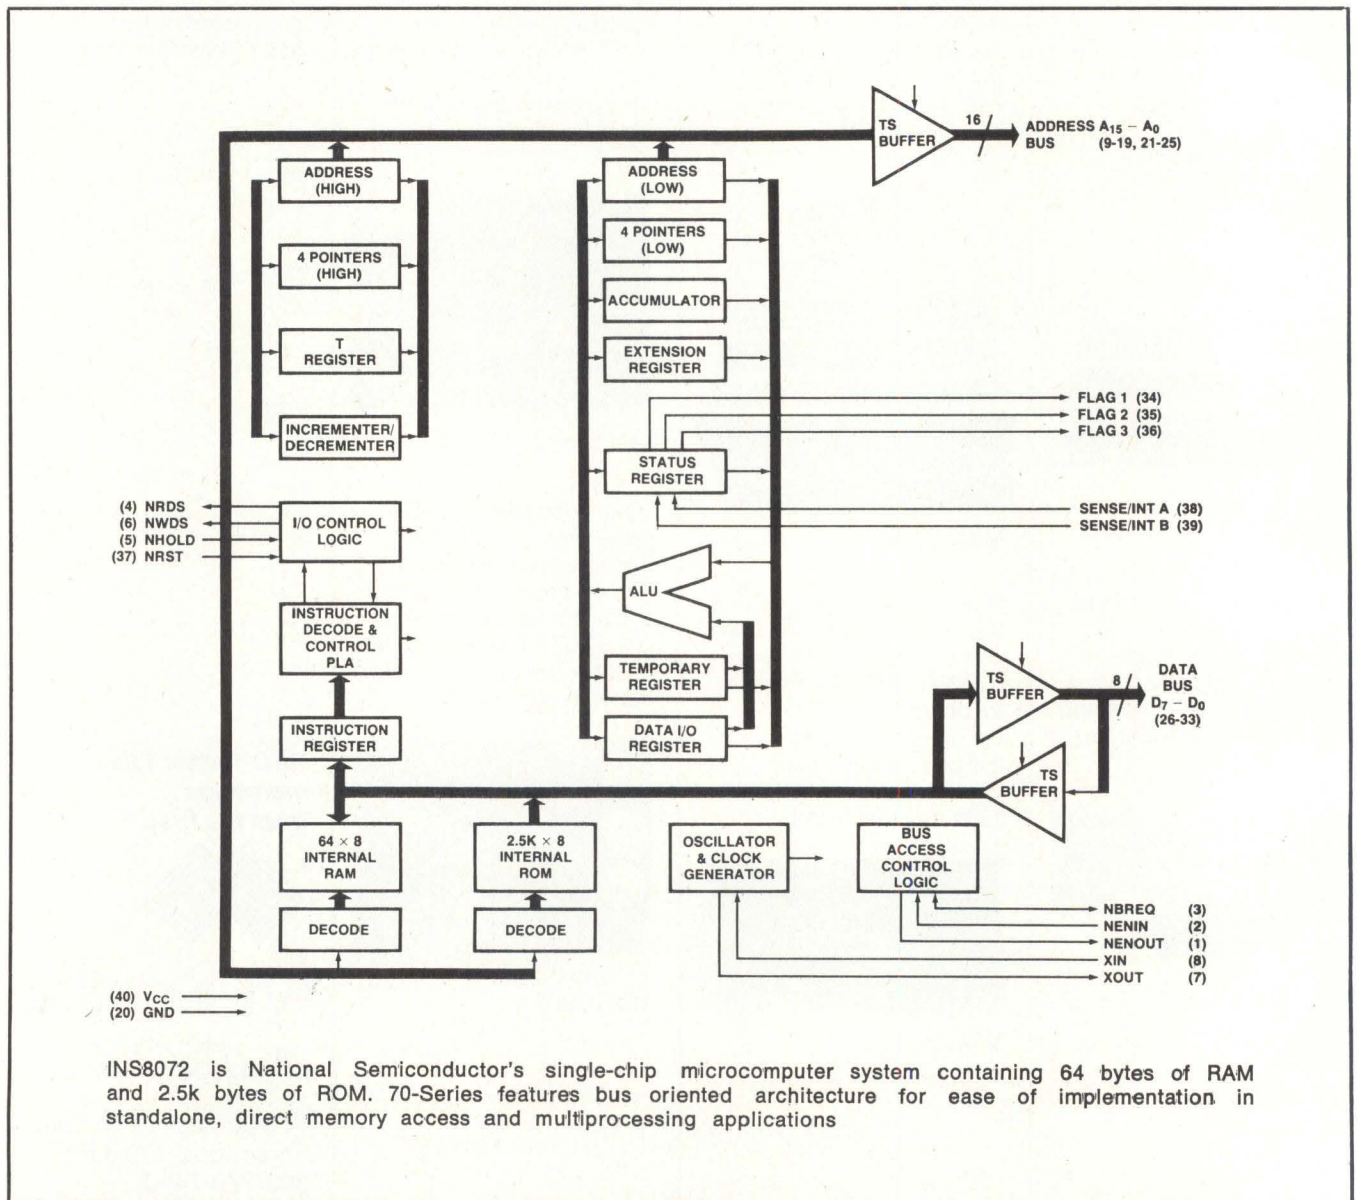 TS
BUFFER
16
ADDRESS A15 – A0
BUS (9-19, 21-25)
ADDRESS
(HIGH)
ADDRESS
(LOW)
4 POINTERS
(HIGH)
4 POINTERS
(LOW)
ACCUMULATOR
T
REGISTER
EXTENSION
REGISTER
INCREMENTER/
DECREMENTER
FLAG 1 (34)
FLAG 2 (35)
FLAG 3 (36)
STATUS
REGISTER
SENSE/INT A (38)
SENSE/INT B (39)
(4) NRDS
(6) NWDS
(5) NHOLD
(37) NRST
I/O CONTROL
LOGIC
ALU
INSTRUCTION
DECODE &
CONTROL
PLA
TEMPORARY
REGISTER
INSTRUCTION
REGISTER
DATA I/O
REGISTER
TS
BUFFER
8
DATA
BUS
D7 – D0
(26-33)
TS
BUFFER
64 × 8
INTERNAL
RAM
2.5K × 8
INTERNAL
ROM
OSCILLATOR
& CLOCK
GENERATOR
BUS
ACCESS
CONTROL
LOGIC
DECODE
DECODE
NBREQ (3)
NENIN (2)
NENOUT (1)
XIN (8)
XOUT (7)
(40) VCC
(20) GND
INS8072 is National Semiconductor's single-chip microcomputer system containing 64 bytes of RAM
and 2.5k bytes of ROM. 70-Series features bus oriented architecture for ease of implementation in
standalone, direct memory access and multiprocessing applications